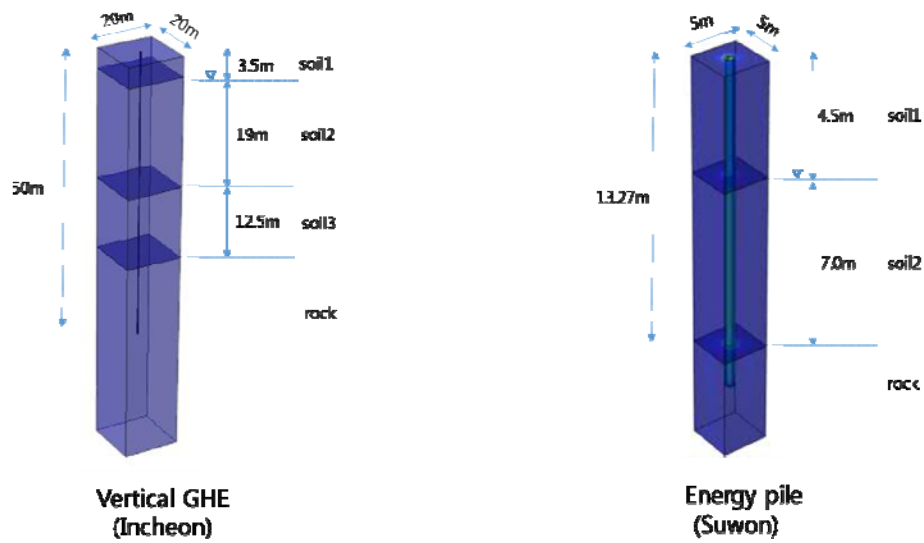 20m
20m
3.5m
soil1
19m
soil2
50m
12.5m
soil3
rock
Vertical GHE
(Incheon)
5m
5m
4.5m
soil1
13.27m
7.0m
soil2
rock
Energy pile
(Suwon)